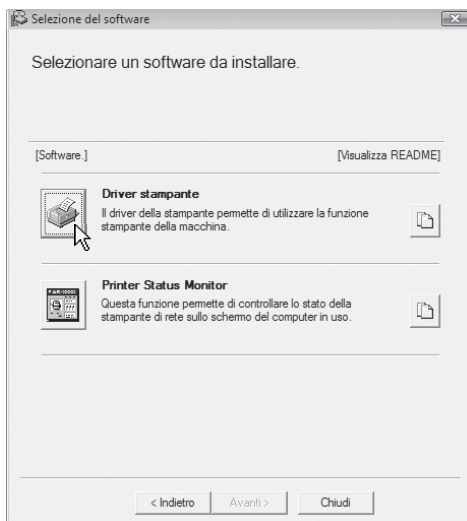 Selezione del software
Selezionare un software da installare.
[Software.] [Visualizza README]
Driver stampante
Il driver della stampante permette di utilizzare la funzione
stampante della macchina.
Printer Status Monitor
Questa funzione permette di controllare lo stato della
stampante di rete sullo schermo del computer in uso.
< Indietro Avanti > Chiudi